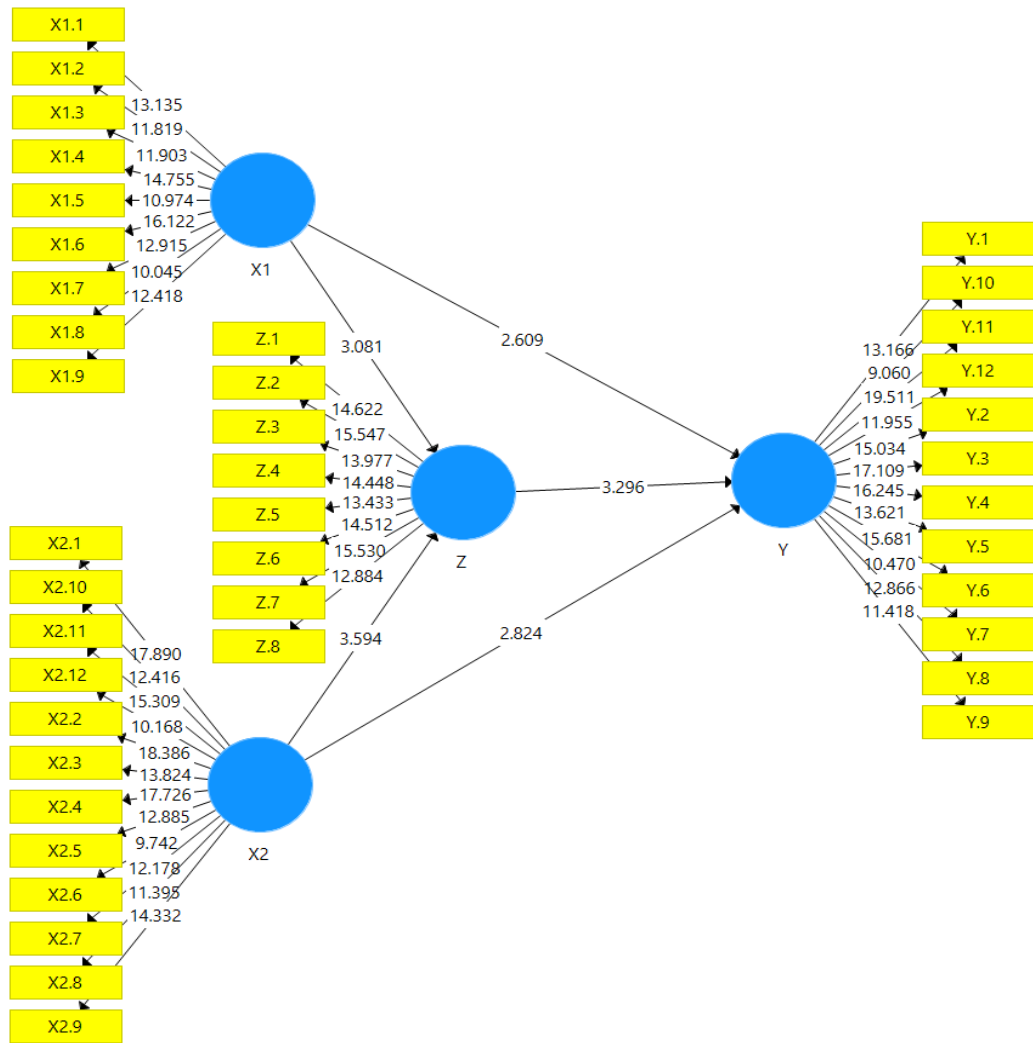 X1.1
X1.2
X1.3
X1.4
X1.5
X1.6
X1.7
X1.8
X1.9
13.135
11.819
11.903
14.755
10.974
16.122
12.915
10.045
12.418
X1
3.081
2.609
Z.1
Z.2
Z.3
Z.4
Z.5
Z.6
Z.7
Z.8
14.622
15.547
13.977
14.448
13.433
14.512
15.530
12.884
Z
3.296
3.594
2.824
X2.1
X2.10
X2.11
X2.12
X2.2
X2.3
X2.4
X2.5
X2.6
X2.7
X2.8
X2.9
17.890
12.416
15.309
10.168
18.386
13.824
17.726
12.885
9.742
12.178
11.395
14.332
X2
Y
13.166
9.060
19.511
11.955
15.034
17.109
16.245
13.621
15.681
10.470
12.866
11.418
Y.1
Y.10
Y.11
Y.12
Y.2
Y.3
Y.4
Y.5
Y.6
Y.7
Y.8
Y.9